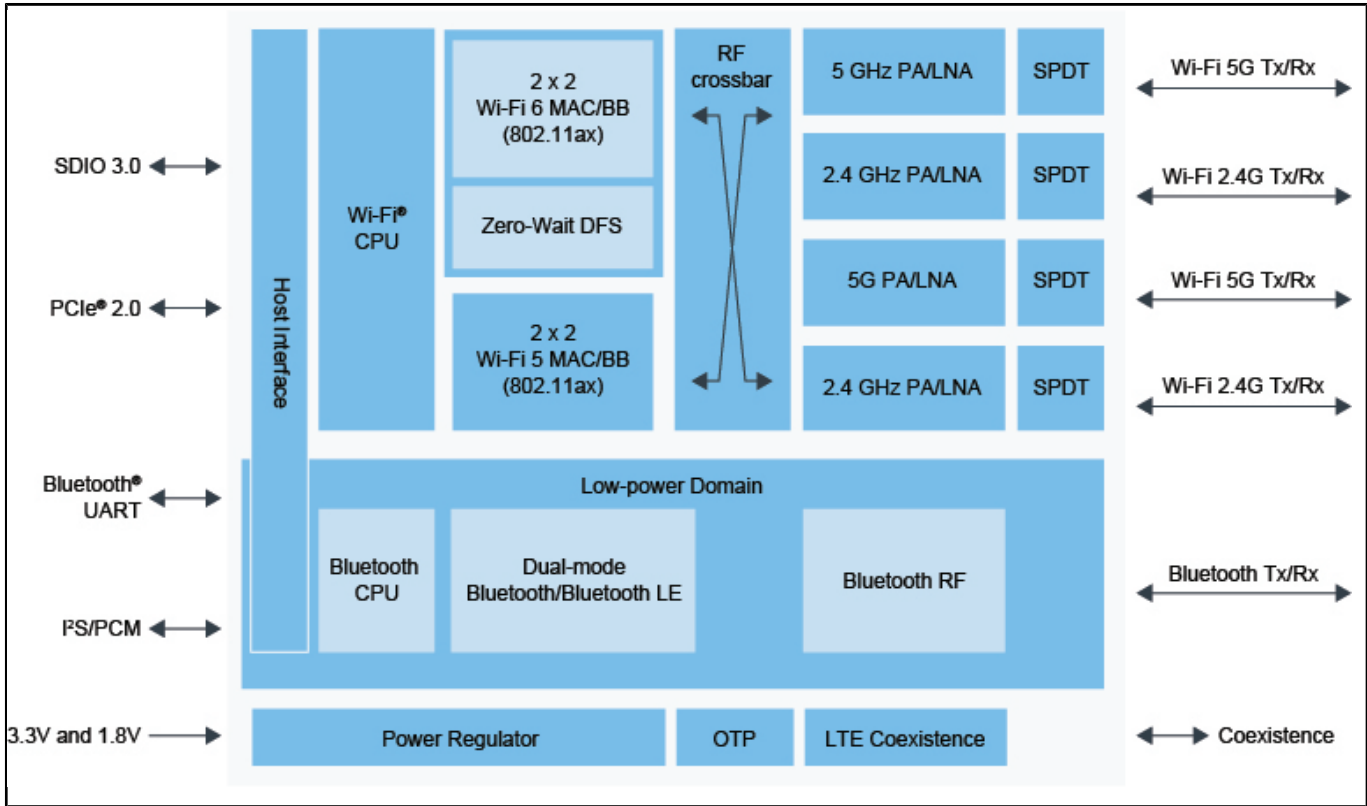 SDIO 3.0
PCIe® 2.0
Bluetooth®
UART
I²S/PCM
3.3V and 1.8V
Host Interface
Wi-Fi®
CPU
2 x 2
Wi-Fi 6 MAC/BB
(802.11ax)
Zero-Wait DFS
2 x 2
Wi-Fi 5 MAC/BB
(802.11ax)
RF
crossbar
5 GHz PA/LNA
SPDT
Wi-Fi 5G Tx/Rx
2.4 GHz PA/LNA
SPDT
Wi-Fi 2.4G Tx/Rx
5G PA/LNA
SPDT
Wi-Fi 5G Tx/Rx
2.4 GHz PA/LNA
SPDT
Wi-Fi 2.4G Tx/Rx
Low-power Domain
Bluetooth
CPU
Dual-mode
Bluetooth/Bluetooth LE
Bluetooth RF
Bluetooth Tx/Rx
Power Regulator
OTP
LTE Coexistence
Coexistence